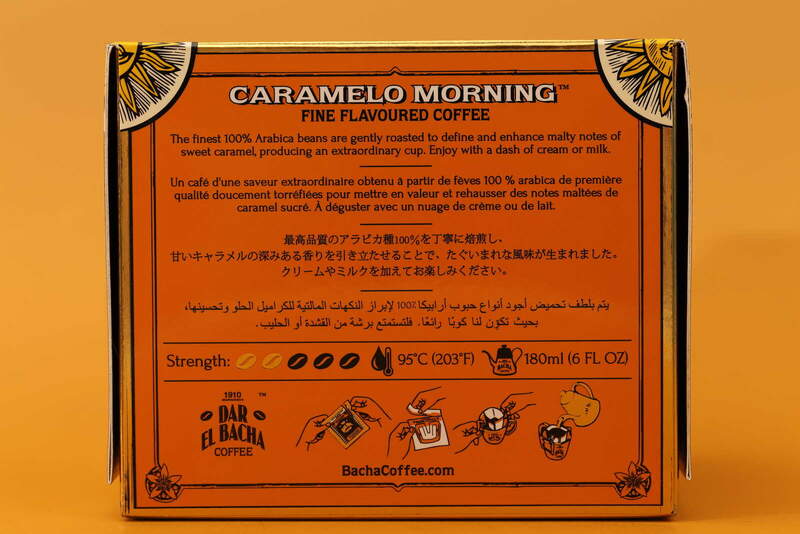 CARAMELO MORNING™
FINE FLAVOURED COFFEE
The finest 100% Arabica beans are gently roasted to define and enhance malty notes of
sweet caramel, producing an extraordinary cup. Enjoy with a dash of cream or milk.
Un café d'une saveur extraordinaire obtenu à partir de fèves 100 % arabica de première
qualité doucement torréfiées pour mettre en valeur et rehausser des notes maltées de
caramel sucré. À déguster avec un nuage de crème ou de lait.
最高品質のアラビカ種100%を丁寧に焙煎し、
甘いキャラメルの深みある香りを引き立たせることで、たぐいまれな風味が生まれました。
クリームやミルクを加えてお楽しみください。
يتم بلطف تحميض أجود أنواع حبوب أرابيكا 100٪ لإبراز النكهات المالتية للكراميل الحلو وتحسينها،
بحيث تكون لنا كوبًا رائعًا. فلتستمتع برشة من القشدة أو الحليب.
Strength: 95°C (203°F) 180ml (6 FL OZ)
1910 ™
DAR
EL BACHA
COFFEE
BachaCoffee.com